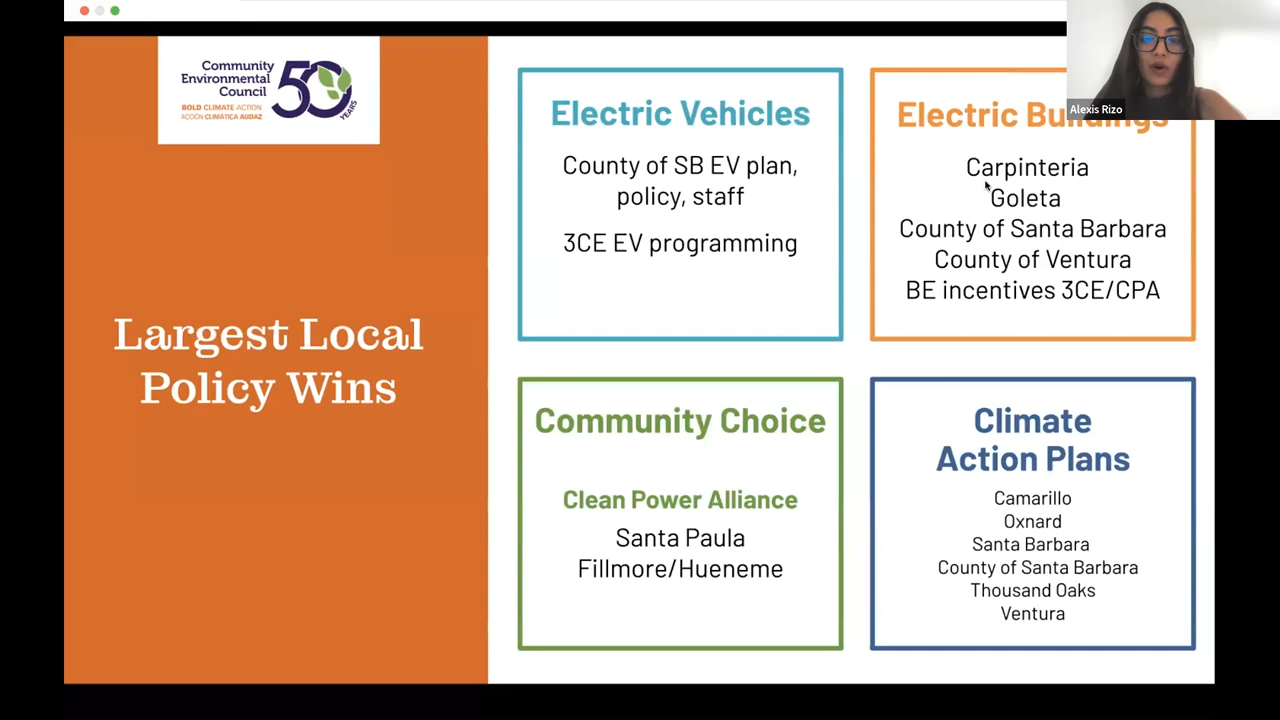 Community
Environmental
Council
50
YEARS
BOLD CLIMATE ACTION
ACCIÓN CLIMÁTICA AUDAZ
Largest Local
Policy Wins
Electric Vehicles
County of SB EV plan,
policy, staff
3CE EV programming
Electric Buildings
Carpinteria
Goleta
County of Santa Barbara
County of Ventura
BE incentives 3CE/CPA
Community Choice
Clean Power Alliance
Santa Paula
Fillmore/Hueneme
Climate
Action Plans
Camarillo
Oxnard
Santa Barbara
County of Santa Barbara
Thousand Oaks
Ventura
Alexis Rizo